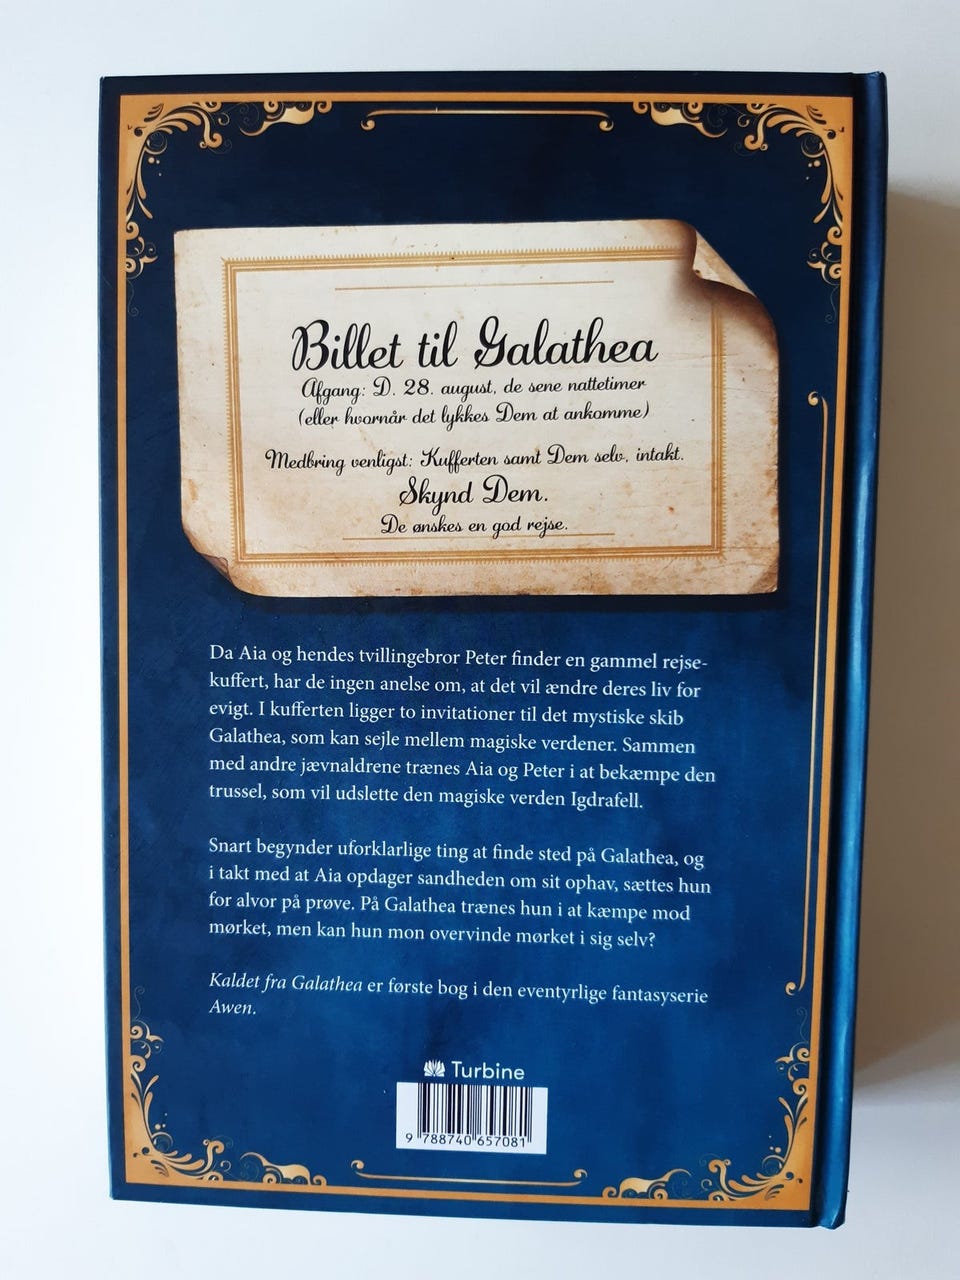 Billet til Galathea
Afgang: D. 28. august, de sene nattetimer
(eller hvornår det lykkes Dem at ankomme)
Medbring venligst: Kufferten samt Dem selv, intakt.
Skynd Dem.
De ønskes en god rejse.
Da Aia og hendes tvillingebror Peter finder en gammel rejse-
kuffert, har de ingen anelse om, at det vil ændre deres liv for
evigt. I kufferten ligger to invitationer til det mystiske skib
Galathea, som kan sejle mellem magiske verdener. Sammen
med andre jævnaldrene trænes Aia og Peter i at bekæmpe den
trussel, som vil udslette den magiske verden Igdrafell.
Snart begynder uforklarlige ting at finde sted på Galathea, og
i takt med at Aia opdager sandheden om sit ophav, sættes hun
for alvor på prøve. På Galathea trænes hun i at kæmpe mod
mørket, men kan hun mon overvinde mørket i sig selv?
Kaldet fra Galathea er første bog i den eventyrlige fantasyserie
Awen.
Turbine
9 788740 657081